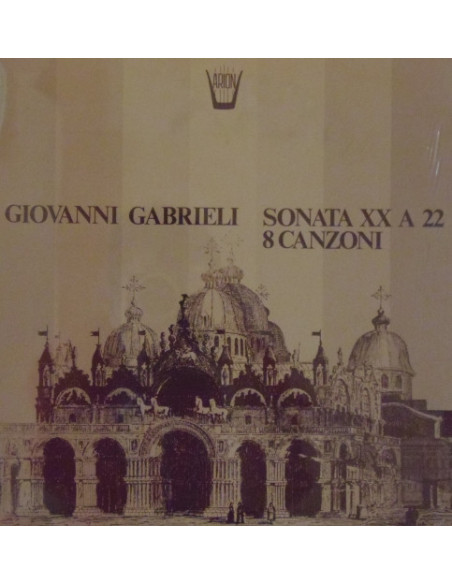 ARION
GIOVANNI GABRIELI SONATA XX A 22
8 CANZONI